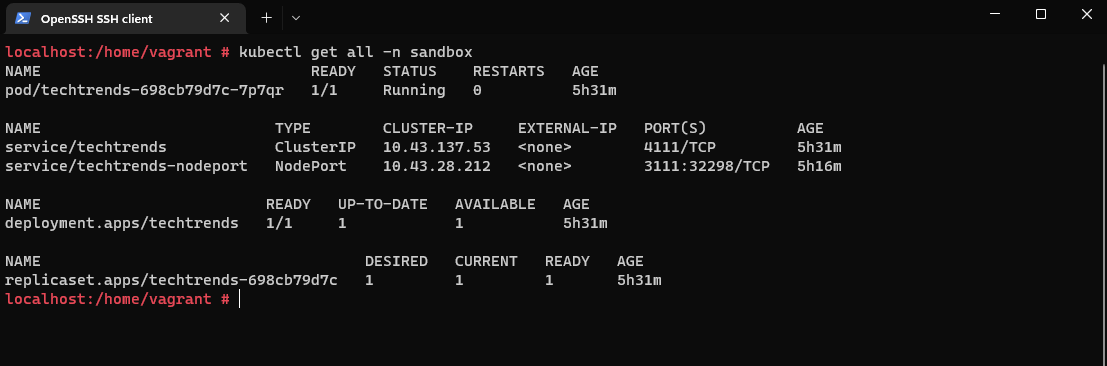 OpenSSH SSH client
localhost:/home/vagrant # kubectl get all -n sandbox
NAME READY STATUS RESTARTS AGE
pod/techtrends-698cb79d7c-7p7qr 1/1 Running 0 5h31m
NAME TYPE CLUSTER-IP EXTERNAL-IP PORT(S) AGE
service/techtrends ClusterIP 10.43.137.53 <none> 4111/TCP 5h31m
service/techtrends-nodeport NodePort 10.43.28.212 <none> 3111:32298/TCP 5h16m
NAME READY UP-TO-DATE AVAILABLE AGE
deployment.apps/techtrends 1/1 1 1 5h31m
NAME DESIRED CURRENT READY AGE
replicaset.apps/techtrends-698cb79d7c 1 1 1 5h31m
localhost:/home/vagrant #